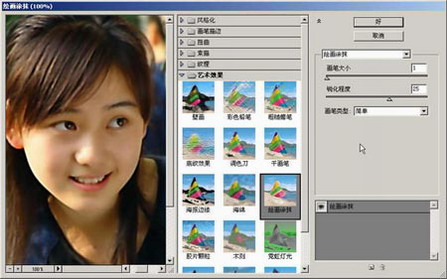 绘画涂抹 (100%)
风格化
画笔描边
扭曲
素描
纹理
艺术效果
壁画
彩色铅笔
粗糙蜡笔
底纹效果
调色刀
干画笔
海报边缘
海绵
绘画涂抹
胶片颗粒
木刻
霓虹灯光
好
取消
绘画涂抹
画笔大小
1
锐化程度
25
画笔类型:
简单
绘画涂抹
100%